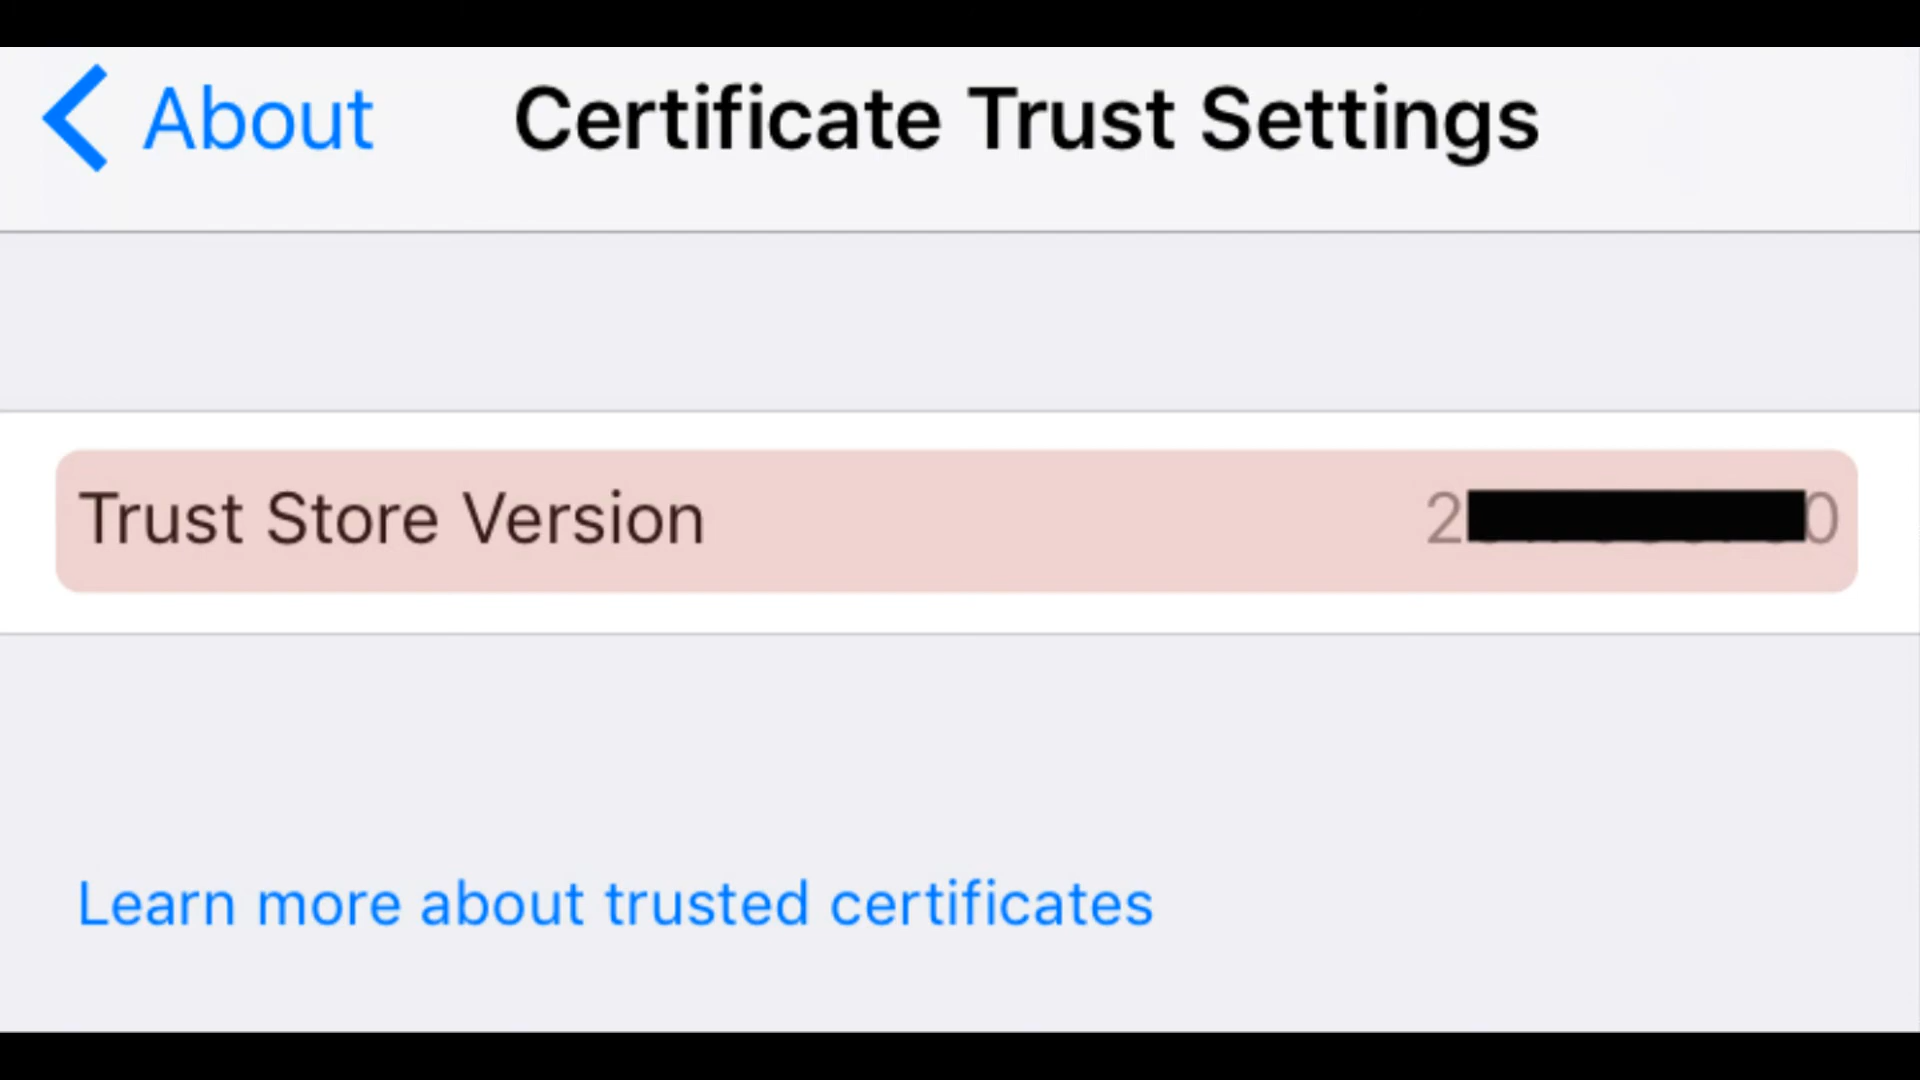 About
Certificate Trust Settings
Trust Store Version 2 0
Learn more about trusted certificates